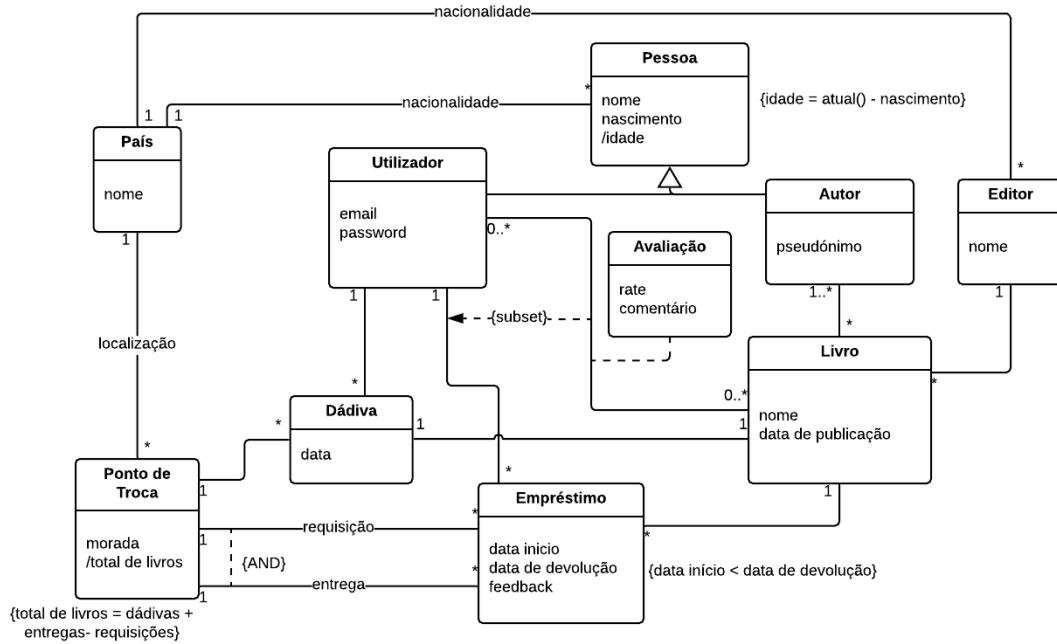 nacionalidade
Pessoa
nome
nascimento
/idade
{idade = atual() - nascimento}
*
nacionalidade
1
1
País
nome
1
Utilizador
email
password
0..*
1
1
Autor
pseudónimo
1..*
*
Editor
nome
1
Avaliação
rate
comentário
{subset}
localização
*
Livro
nome
data de publicação
0..*
1
*
1
*
Dádiva
data
1
*
*
Ponto de
Troca
morada
/total de livros
1
1
1
{total de livros = dádivas +
entregas- requisições}
requisição
{AND}
entrega
*
*
*
Empréstimo
data inicio
data de devolução
feedback
*
{data início < data de devolução}